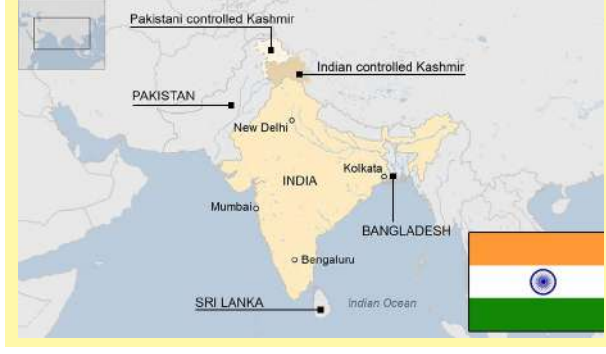 Pakistani controlled Kashmir
Indian controlled Kashmir
PAKISTAN
New Delhi
Kolkata
INDIA
Mumbai
BANGLADESH
Bengaluru
SRI LANKA
Indian Ocean